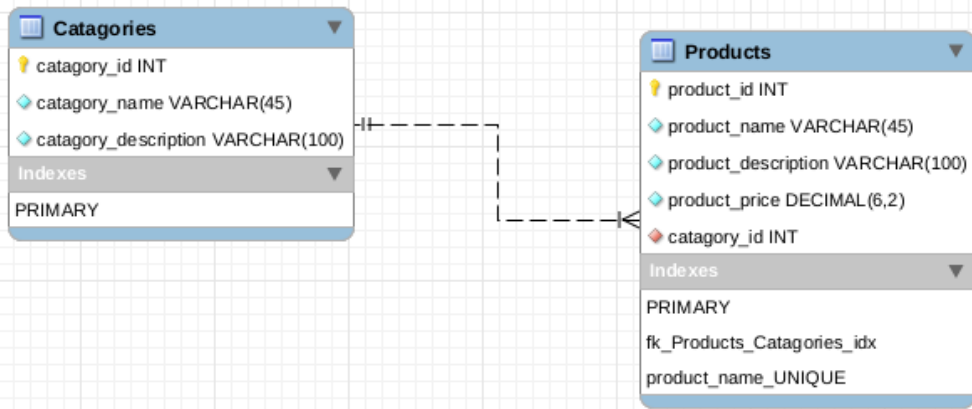 Catagories
catagory_id INT
catagory_name VARCHAR(45)
catagory_description VARCHAR(100)
Indexes
PRIMARY
Products
product_id INT
product_name VARCHAR(45)
product_description VARCHAR(100)
product_price DECIMAL(6,2)
catagory_id INT
Indexes
PRIMARY
fk_Products_Catagories_idx
product_name_UNIQUE